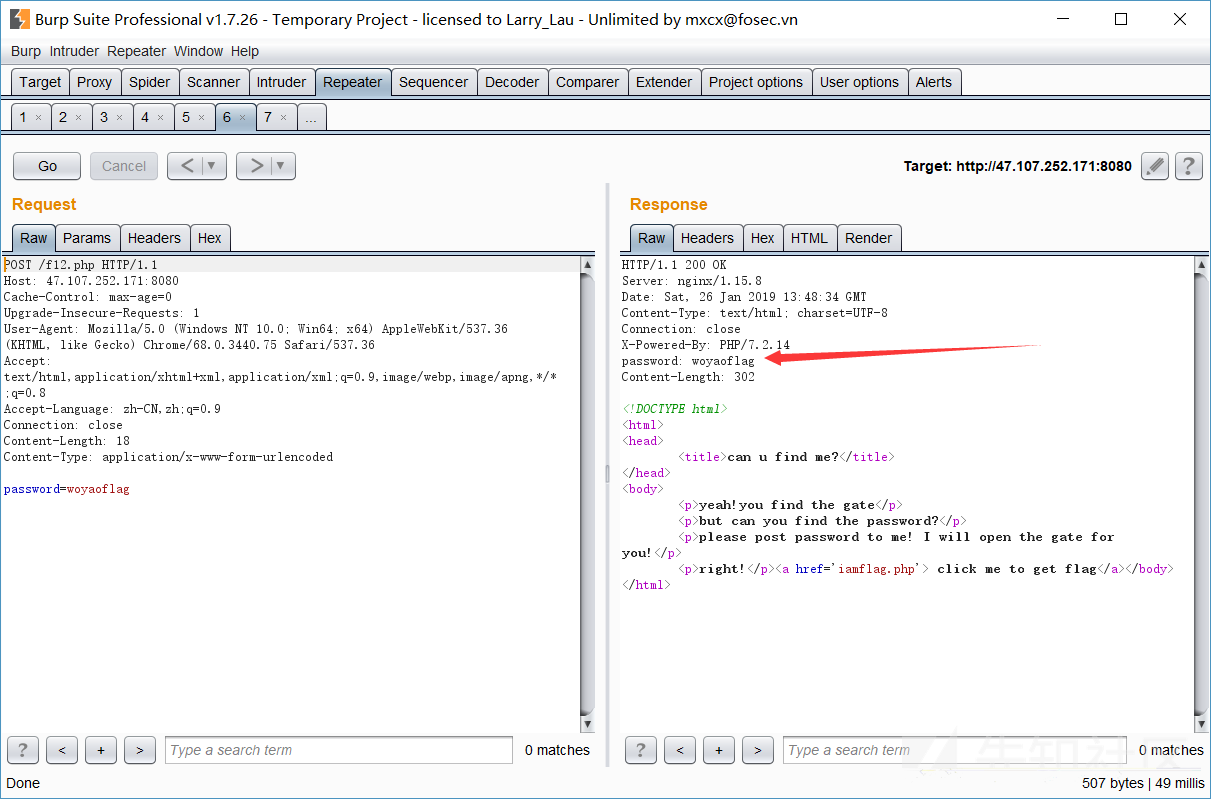 Burp Suite Professional v1.7.26 - Temporary Project - licensed to Larry_Lau - Unlimited by mxcx@fosec.vn
Burp Intruder Repeater Window Help
Target Proxy Spider Scanner Intruder Repeater Sequencer Decoder Comparer Extender Project options User options Alerts
1 × 2 × 3 × 4 × 5 × 6 × 7 × ...
Go Cancel < ▼ > ▼ Target: http://47.107.252.171:8080 ?
Request
Raw Params Headers Hex
POST /f12.php HTTP/1.1
Host: 47.107.252.171:8080
Cache-Control: max-age=0
Upgrade-Insecure-Requests: 1
User-Agent: Mozilla/5.0 (Windows NT 10.0; Win64; x64) AppleWebKit/537.36
(KHTML, like Gecko) Chrome/68.0.3440.75 Safari/537.36
Accept:
text/html,application/xhtml+xml,application/xml;q=0.9,image/webp,image/apng,*/*
;q=0.8
Accept-Language: zh-CN,zh;q=0.9
Connection: close
Content-Length: 18
Content-Type: application/x-www-form-urlencoded
password=woyaoflag
? < + > Type a search term 0 matches
Response
Raw Headers Hex HTML Render
HTTP/1.1 200 OK
Server: nginx/1.15.8
Date: Sat, 26 Jan 2019 13:48:34 GMT
Content-Type: text/html; charset=UTF-8
Connection: close
X-Powered-By: PHP/7.2.14
password: woyaoflag
Content-Length: 302
<!DOCTYPE html>
<html>
<head>
<title>can u find me?</title>
</head>
<body>
<p>yeah!you find the gate</p>
<p>but can you find the password?</p>
<p>please post password to me! I will open the gate for
you!</p>
<p>right!</p><a href='iamflag.php'> click me to get flag</a></body>
</html>
? < + > Type a search term 0 matches
先知社区
Done 507 bytes | 49 millis